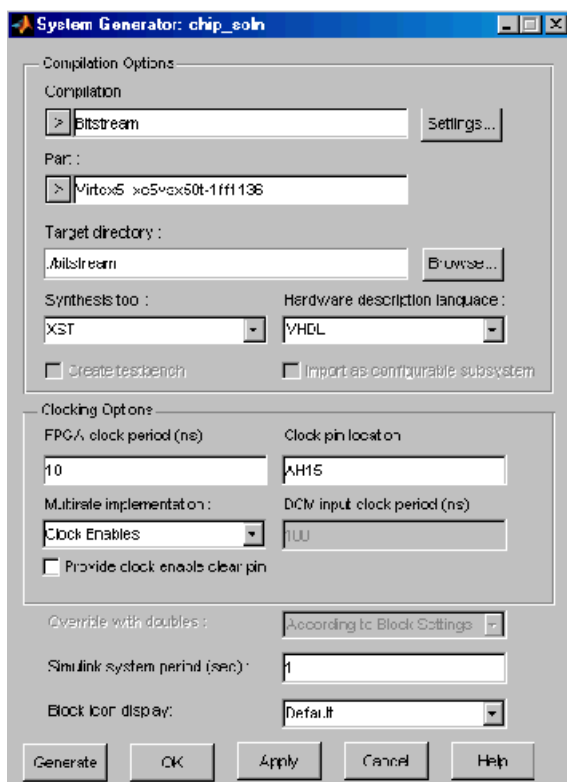 System Generator: chip_soln
Compilation Options
Compilation
> Bitstream Settings...
Part :
> Virtex5 xc5vsx50t-1ff1136
Target directory :
./bitstream Browse...
Synthesis tool : Hardware description language :
XST VHDL
Create testbench Import as configurable subsystem
Clocking Options
FPGA clock period (ns) Clock pin location
10 AH15
Multirate implementation : DCM input clock period (ns)
Clock Enables 100
Provide clock enable clear pin
Override with doubles : According to Block Settings
Simulink system period (sec) : 1
Block icon display: Default
Generate OK Apply Cancel Help